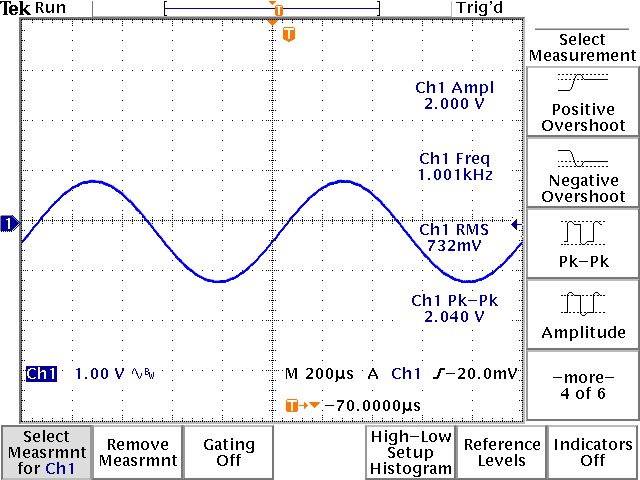 Tek Run Trig'd
T
T
Select
Measurement
Ch1 Ampl
2.000 V
Positive
Overshoot
Ch1 Freq
1.001kHz
Negative
Overshoot
1
Ch1 RMS
732mV
Pk-Pk
Ch1 Pk-Pk
2.040 V
Amplitude
Ch1 1.00 V BW M 200µs A Ch1 -20.0mV
-more-
4 of 6
T -70.0000µs
Select
Measrmnt
for Ch1
Remove
Measrmnt
Gating
Off
High-Low
Setup
Histogram
Reference
Levels
Indicators
Off